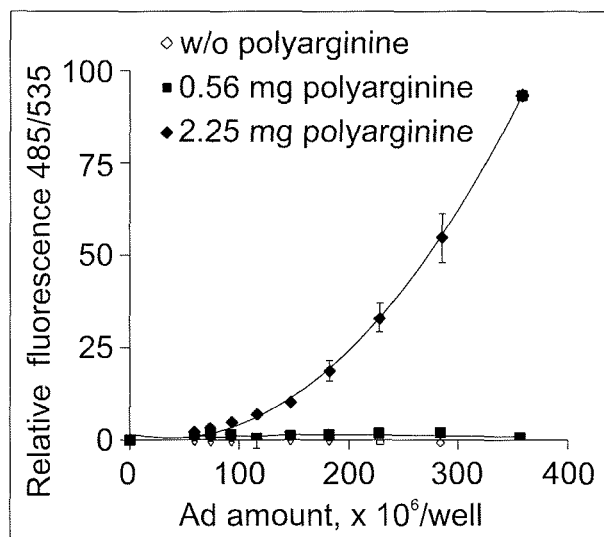 Relative fluorescence 485/535
100
75
50
25
0
w/o polyarginine
0.56 mg polyarginine
2.25 mg polyarginine
0 100 200 300 400
Ad amount, x 10⁶/well